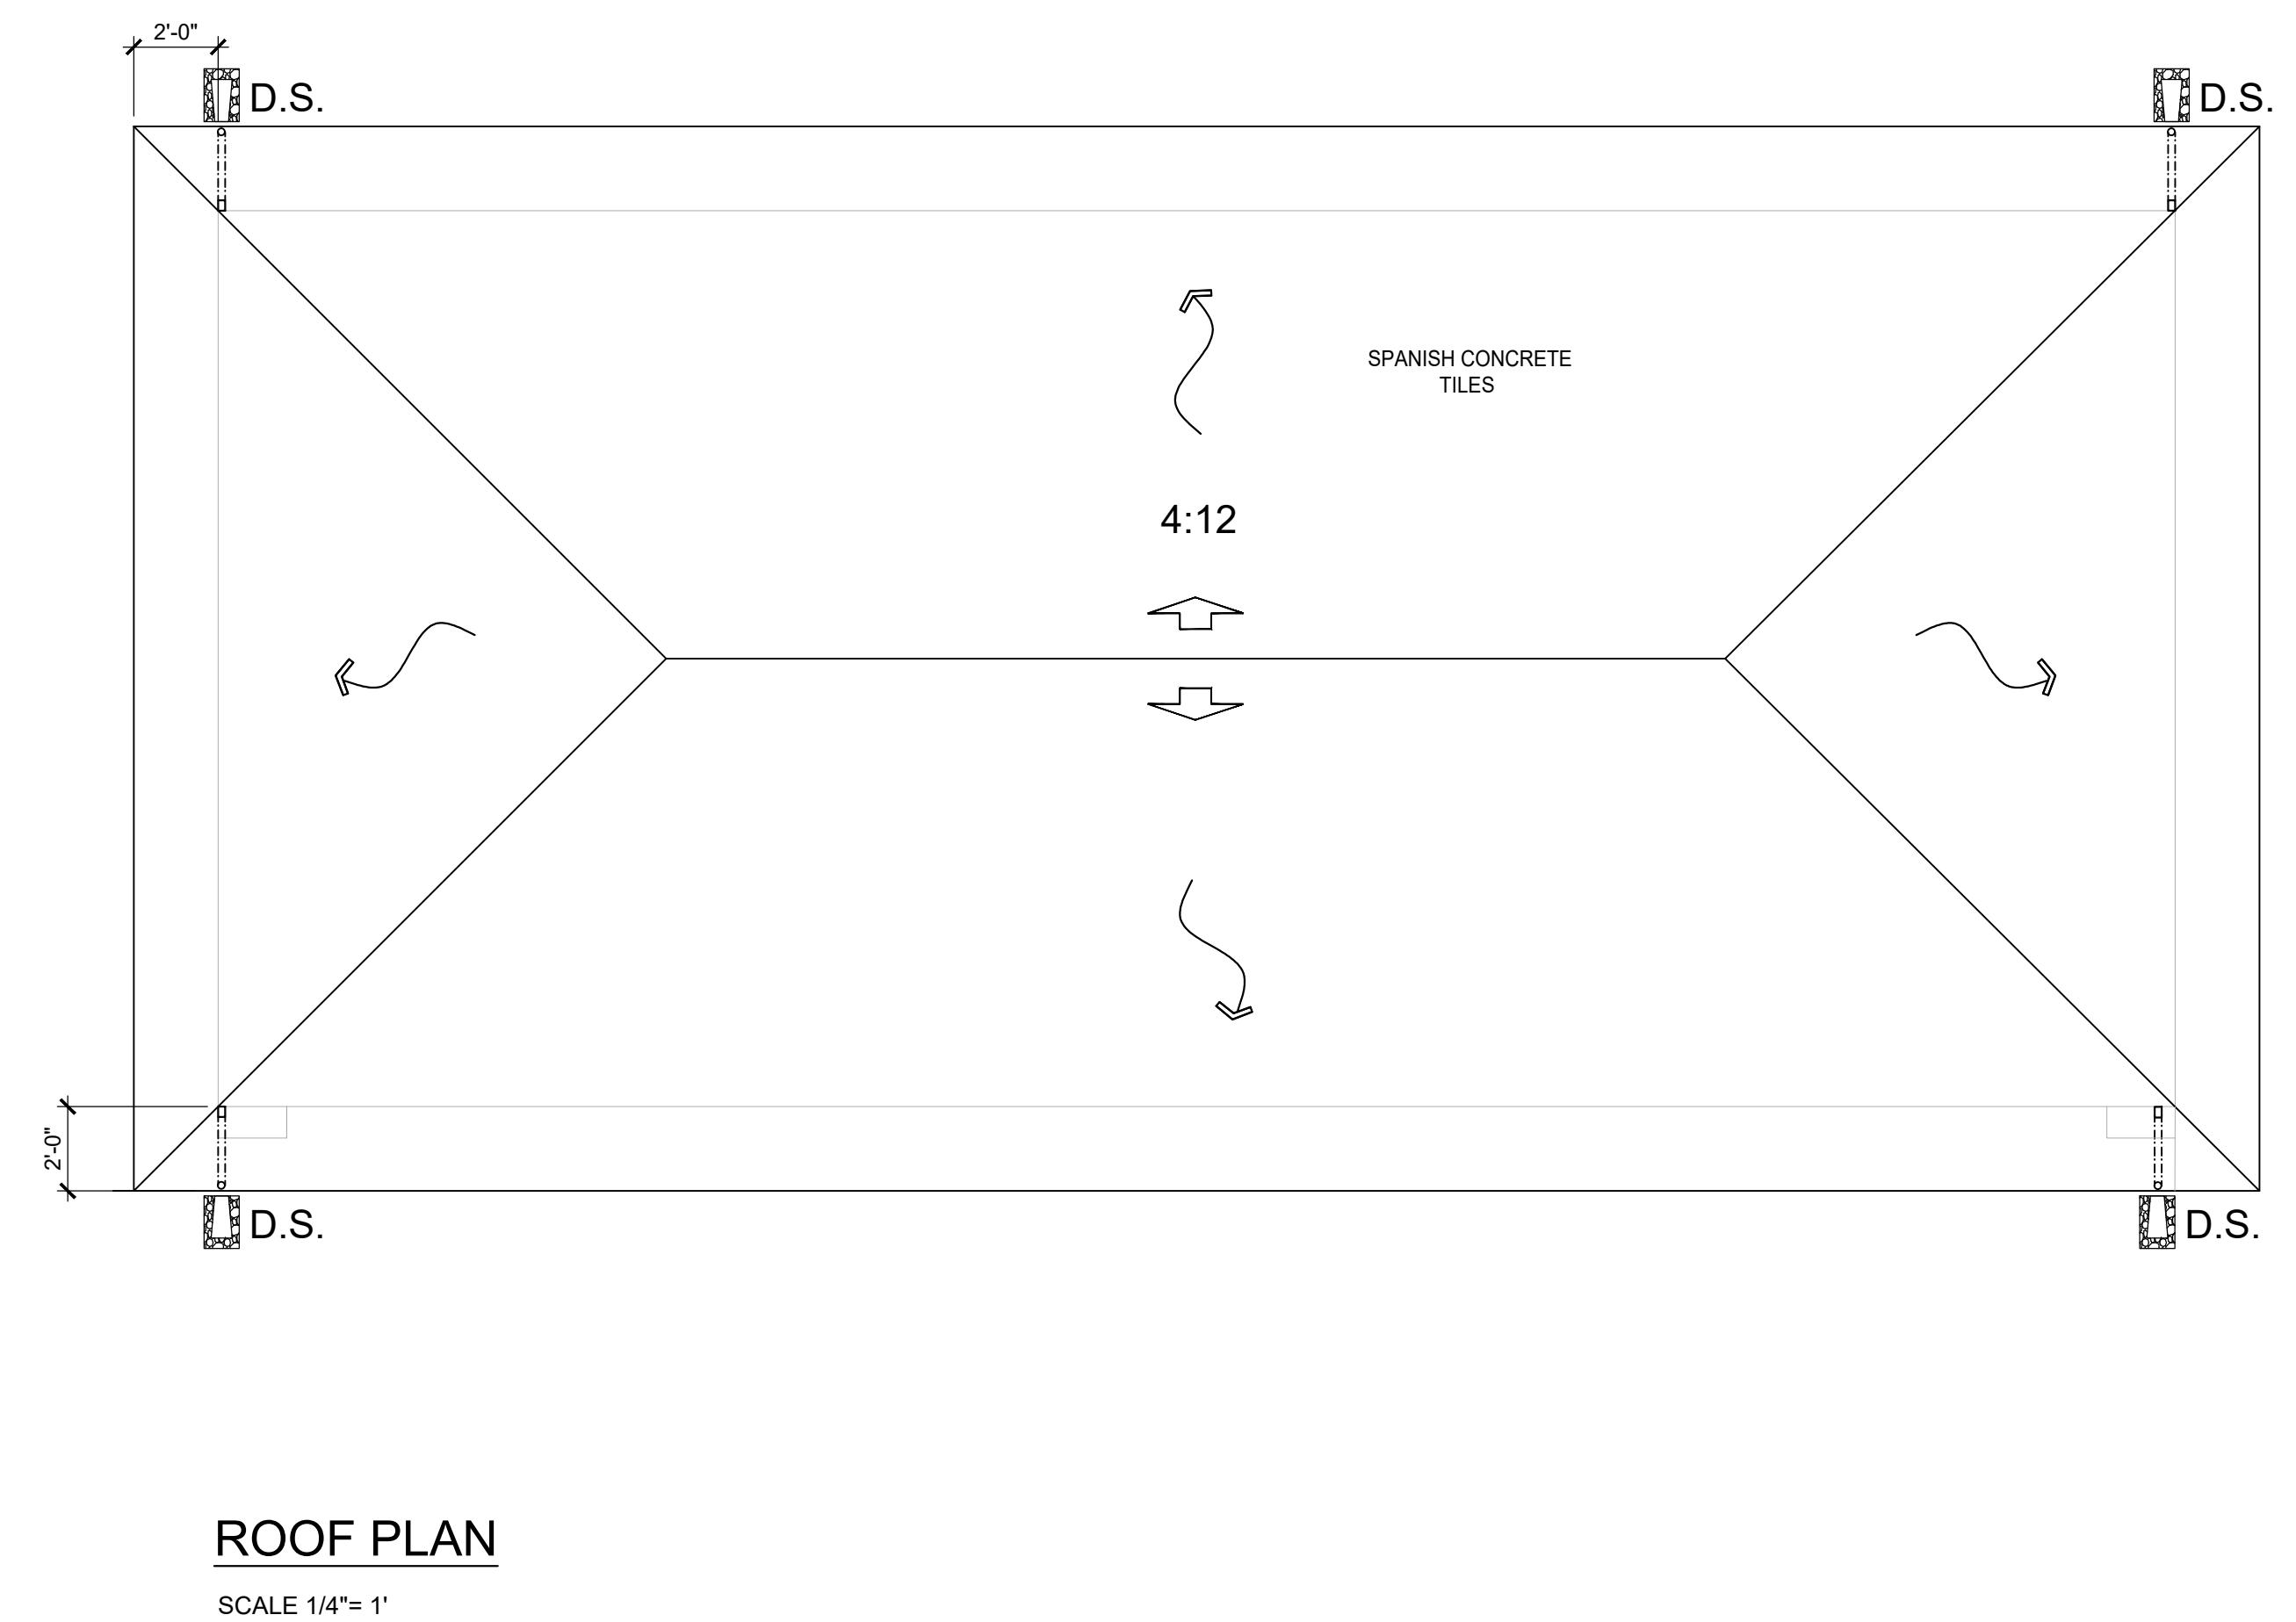 2'-0"
D.S.
D.S.
SPANISH CONCRETE
TILES
4:12
2'-0"
D.S.
D.S.
ROOF PLAN
SCALE 1/4"= 1'